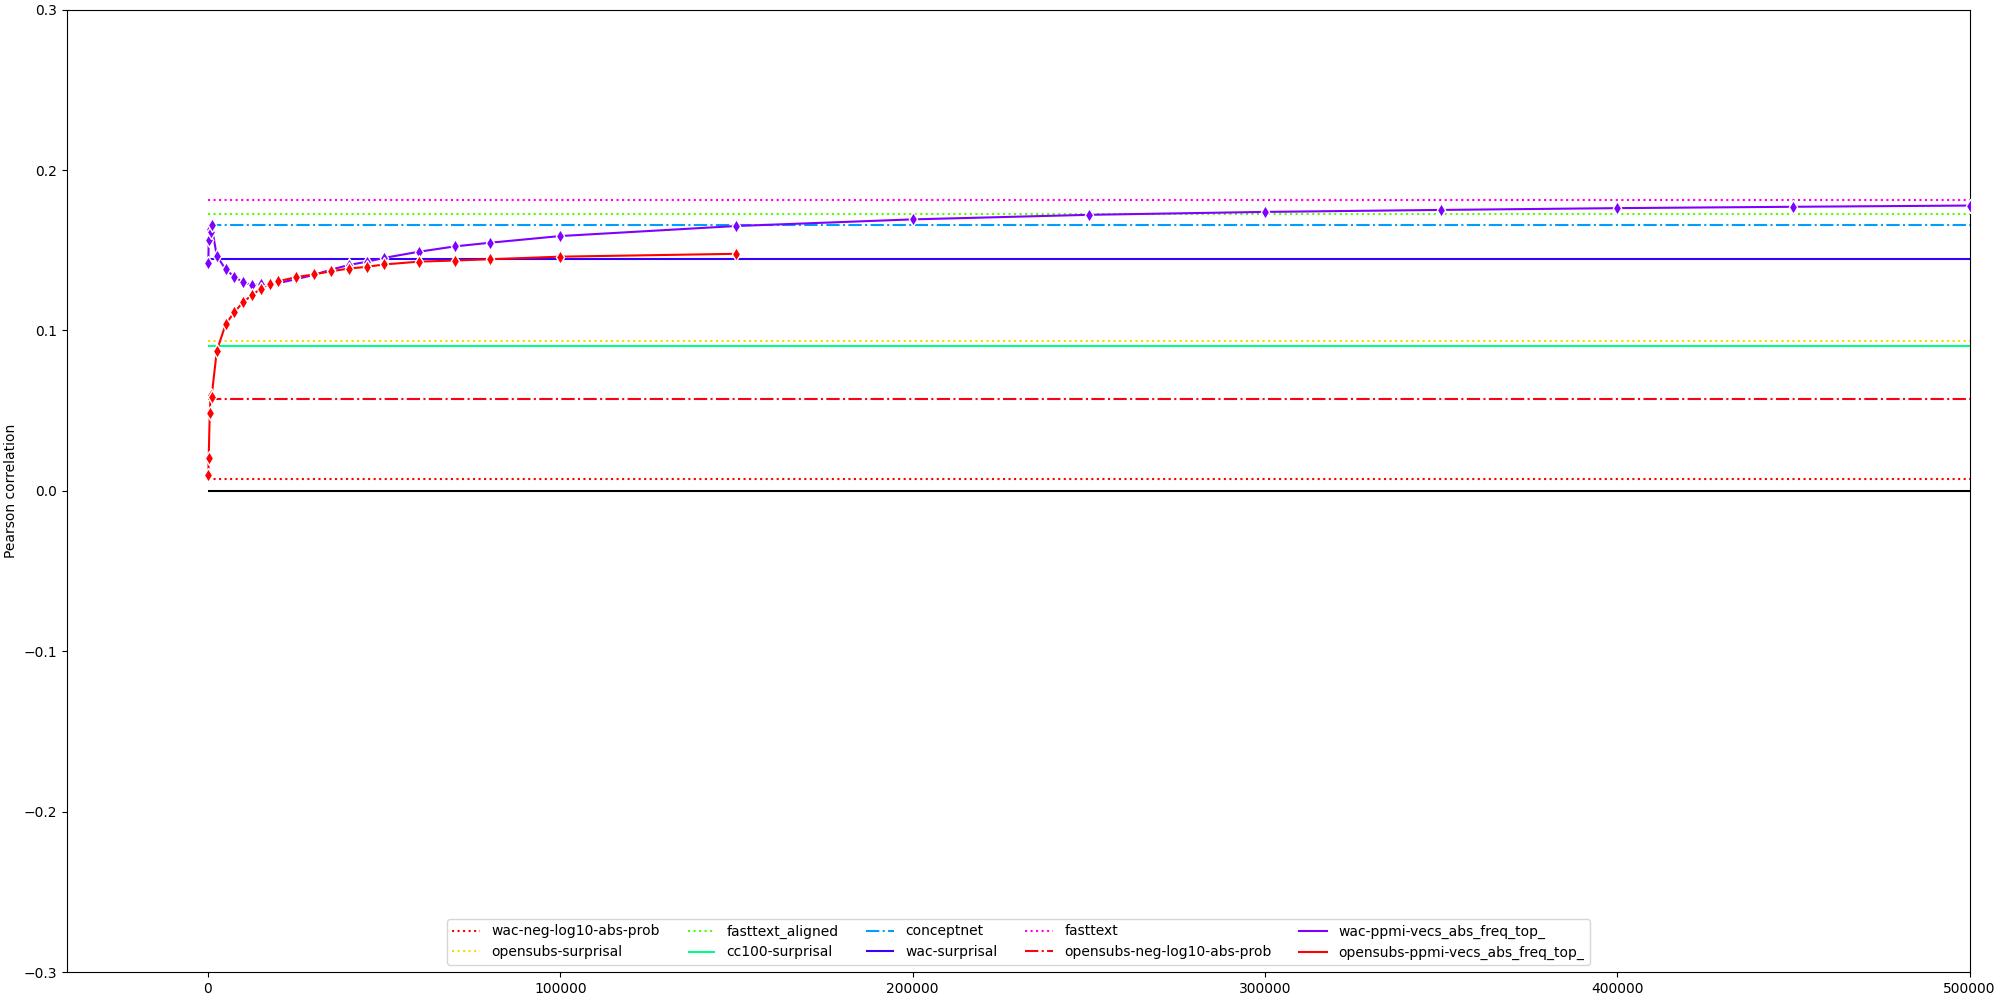 0.3
0.2
0.1
0.0
−0.1
−0.2
−0.3
Pearson correlation
wac-neg-log10-abs-prob
opensubs-surprisal
fasttext_aligned
cc100-surprisal
conceptnet
wac-surprisal
fasttext
opensubs-neg-log10-abs-prob
wac-ppmi-vecs_abs_freq_top_
opensubs-ppmi-vecs_abs_freq_top_
0
100000
200000
300000
400000
500000